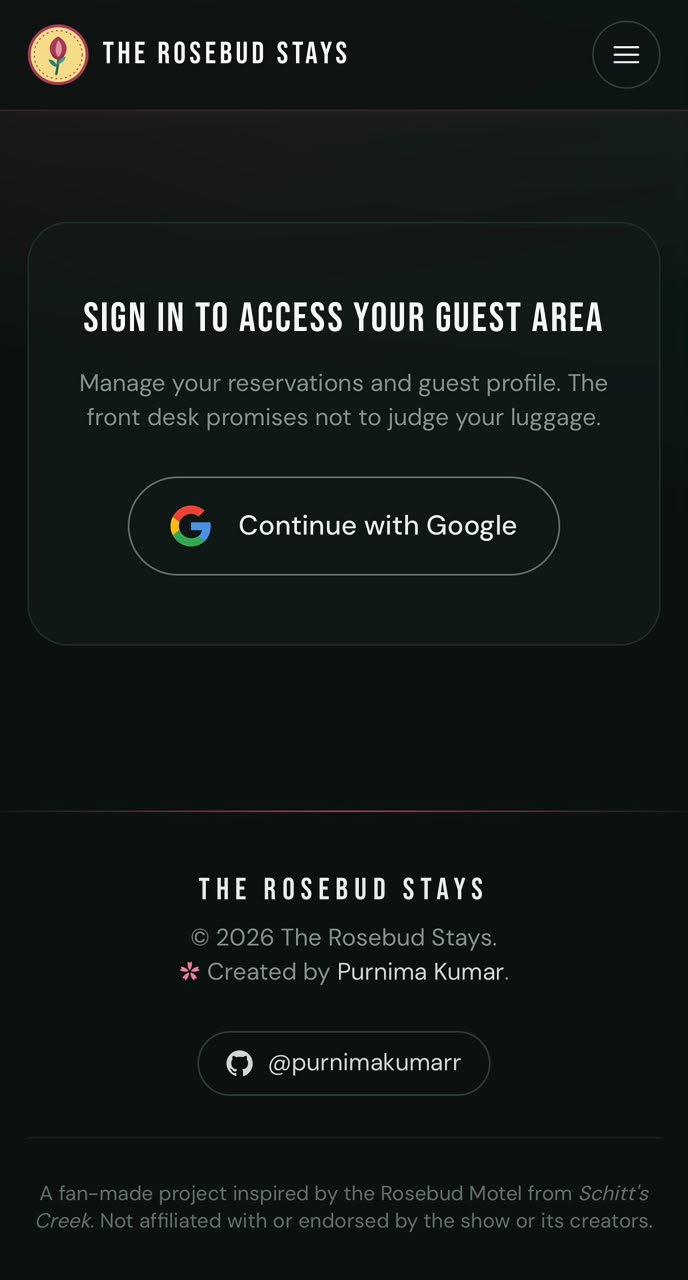 THE ROSEBUD STAYS
SIGN IN TO ACCESS YOUR GUEST AREA
Manage your reservations and guest profile. The
front desk promises not to judge your luggage.
Continue with Google
THE ROSEBUD STAYS
© 2026 The Rosebud Stays.
Created by Purnima Kumar.
@purnimakumarr
A fan-made project inspired by the Rosebud Motel from Schitt's
Creek. Not affiliated with or endorsed by the show or its creators.